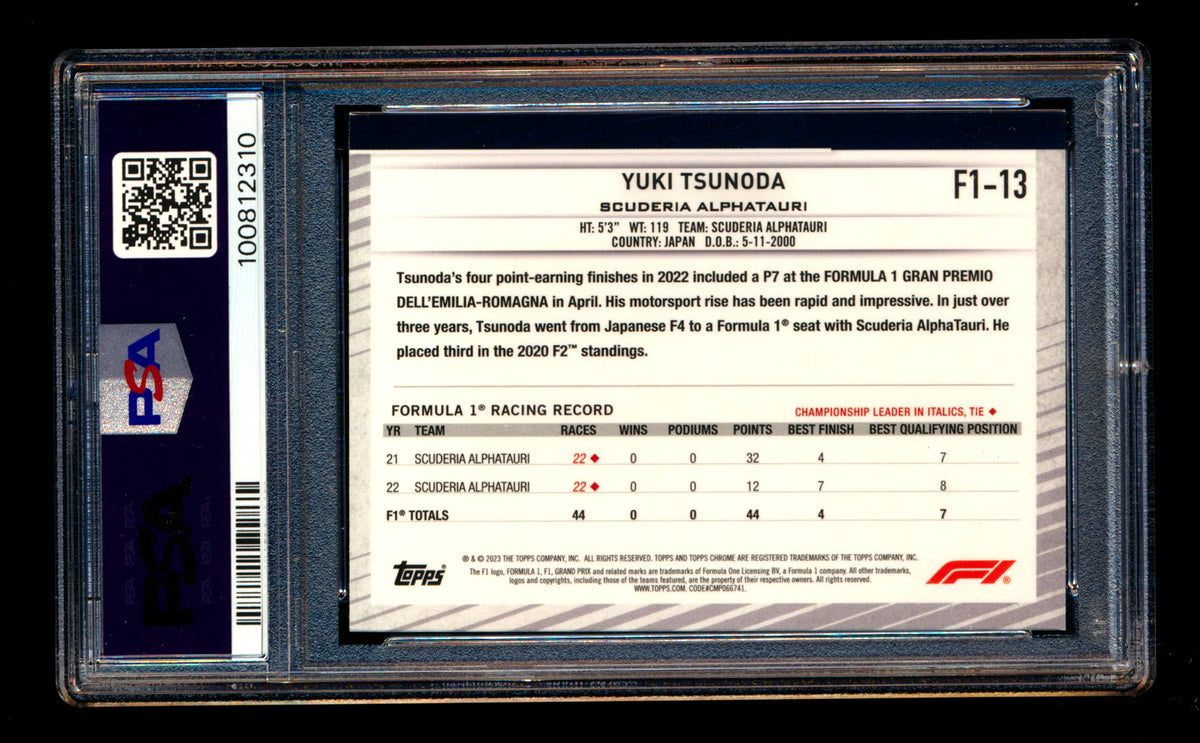 100812310
PSA
PSA
YUKI TSUNODA
F1-13
SCUDERIA ALPHATAURI
HT: 5'3" WT: 119 TEAM: SCUDERIA ALPHATAURI
COUNTRY: JAPAN D.O.B.: 5-11-2000
Tsunoda's four point-earning finishes in 2022 included a P7 at the FORMULA 1 GRAN PREMIO
DELL'EMILIA-ROMAGNA in April. His motorsport rise has been rapid and impressive. In just over
three years, Tsunoda went from Japanese F4 to a Formula 1® seat with Scuderia AlphaTauri. He
placed third in the 2020 F2™ standings.
FORMULA 1® RACING RECORD
CHAMPIONSHIP LEADER IN ITALICS, TIE ◆
YR TEAM RACES WINS PODIUMS POINTS BEST FINISH BEST QUALIFYING POSITION
21 SCUDERIA ALPHATAURI 22 ◆ 0 0 32 4 7
22 SCUDERIA ALPHATAURI 22 ◆ 0 0 12 7 8
F1® TOTALS 44 0 0 44 4 7
® & © 2023 THE TOPPS COMPANY, INC. ALL RIGHTS RESERVED. TOPPS AND TOPPS CHROME ARE REGISTERED TRADEMARKS OF THE TOPPS COMPANY, INC.
The F1 logo, FORMULA 1, F1, GRAND PRIX and related marks are trademarks of Formula One Licensing BV, a Formula 1 company. All other trademarks,
logos and copyrights, including those of the teams featured, are the property of their respective owners. All rights reserved.
WWW.TOPPS.COM. CODE#CMP066741.
Topps®
F1®